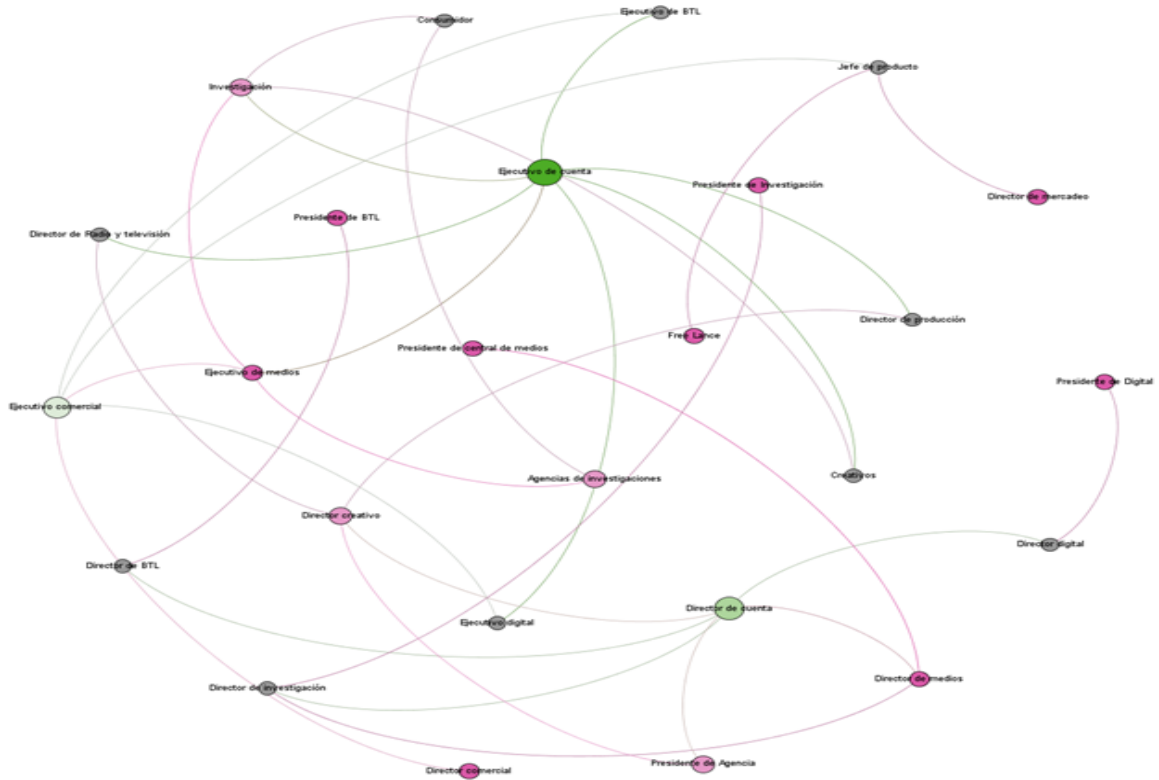 Ejecutivo de BTL
Consumidor
Jefe de producto
Investigación
Ejecutivo de cuenta
Presidente de Investigación
Director de mercadeo
Presidente de BTL
Director de Radio y televisión
Director de producción
Free Lance
Presidente de central de medios
Ejecutivo de medios
Presidente de Digital
Ejecutivo comercial
Agencias de investigaciones
Creativos
Director creativo
Director digital
Director de BTL
Director de cuenta
Ejecutivo digital
Director de medios
Director de investigación
Presidente de Agencia
Director comercial